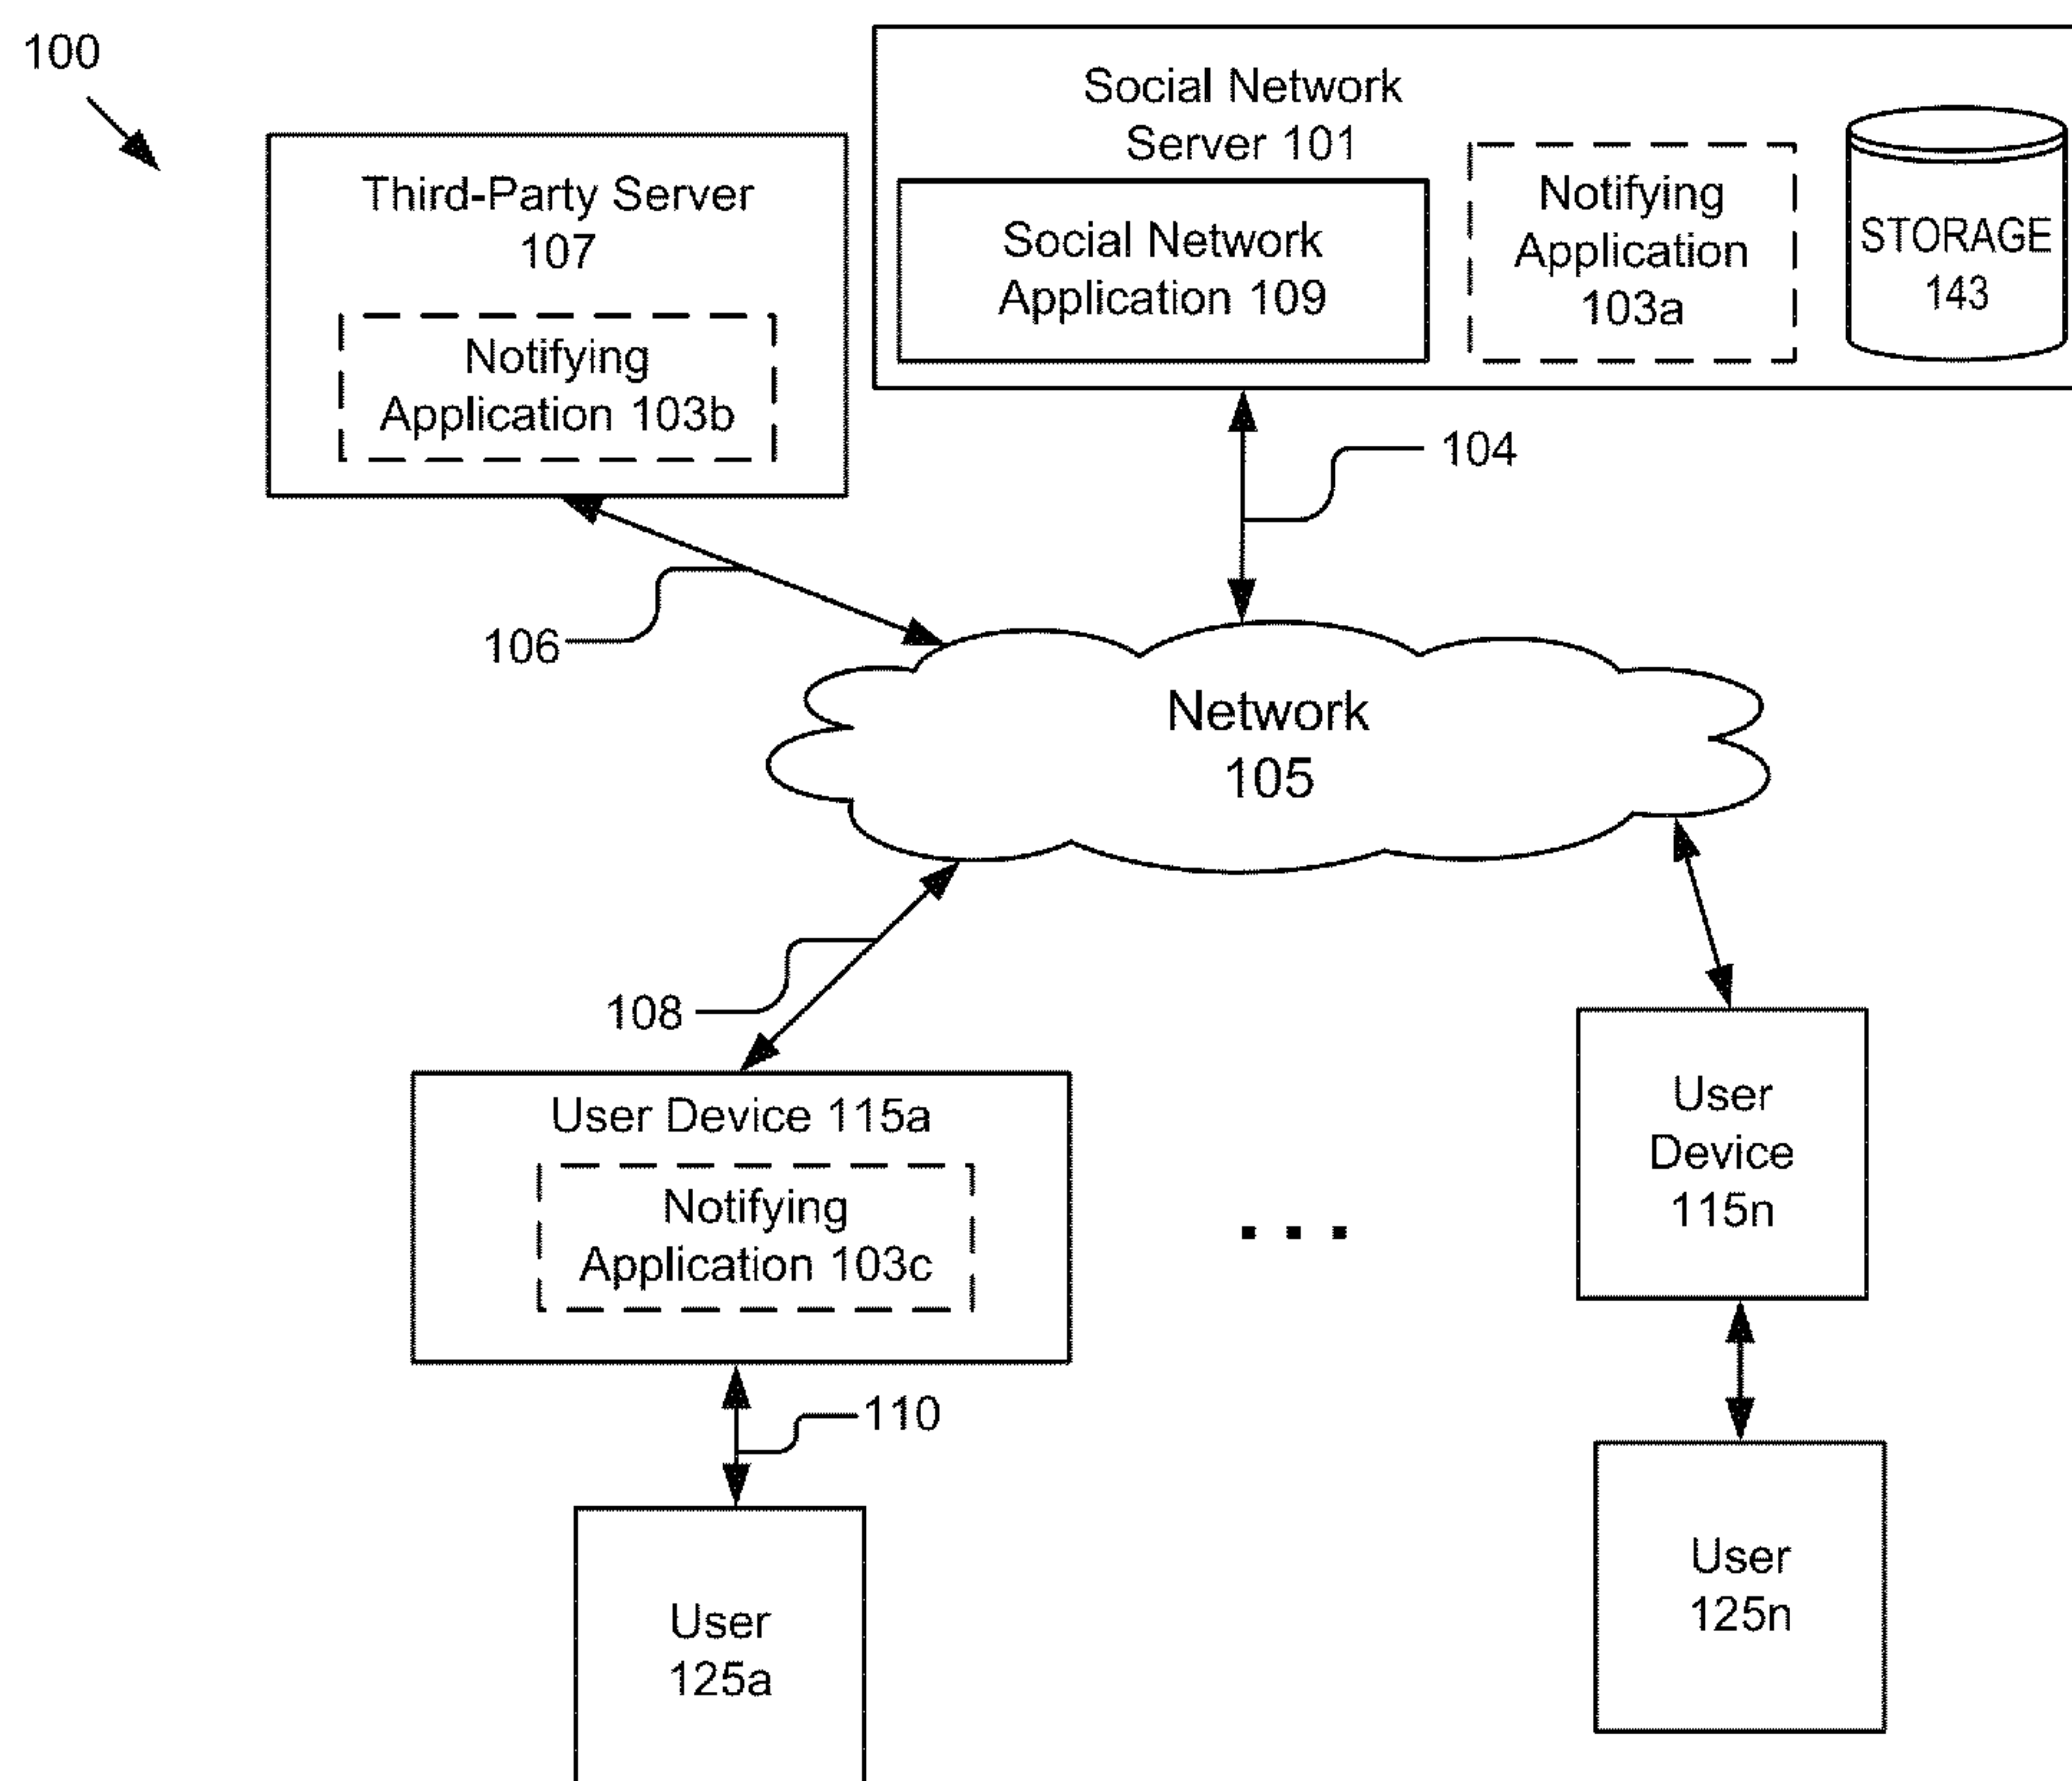 100
Social Network
Server 101
Third-Party Server
107
Notifying
Application 103b
Social Network
Application 109
Notifying
Application
103a
STORAGE
143
104
106
Network
105
108
User Device 115a
Notifying
Application 103c
. . .
User
Device
115n
110
User
125a
User
125n